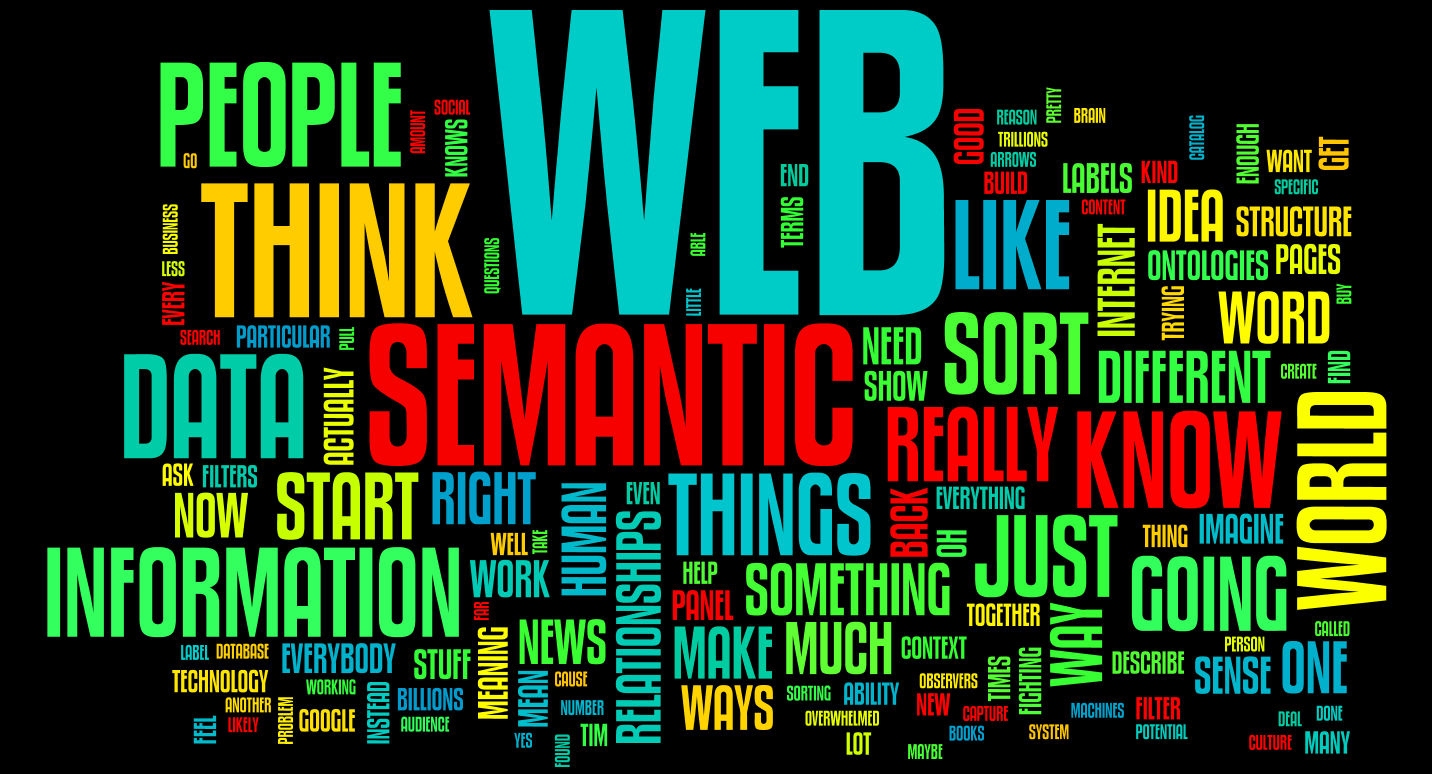 WEB
PEOPLE
GO
AMOUNT
SOCIAL
KNOWS
GOOD
REASON
PRETTY
BRAIN
TRILLIONS
ARROWS
BUILD
CATALOG
ENOUGH
WANT
GET
SPECIFIC
LABELS
KIND
CONTENT
IDEA
STRUCTURE
END
TERMS
ABLE
LITTLE
THINK
QUESTIONS
BUSINESS
LESS
EVERY
SEARCH
PARTICULAR
PULL
LIKE
INTERNET
ONTOLOGIES
PAGES
TRYING
WORD
BUY
DATA
ACTUALLY
SEMANTIC
NEED
SHOW
SORT
DIFFERENT
CREATE
FIND
REALLY
KNOW
WORLD
ASK
FILTERS
NOW
START
RIGHT
HUMAN
EVEN
RELATIONSHIPS
THINGS
BACK
EVERYTHING
OH
JUST
THING
IMAGINE
INFORMATION
WELL
TAKE
WORK
FAR
HELP
PANEL
SOMETHING
TOGETHER
WAY
GOING
CALLED
LABEL
DATABASE
EVERYBODY
STUFF
MEANING
NEWS
MAKE
MUCH
CONTEXT
PERSON
DESCRIBE
SENSE
ONE
TECHNOLOGY
WORKING
INSTEAD
BILLIONS
MEAN
CAUSE
WAYS
SORTING
ABILITY
OBSERVERS
TIMES
FIGHTING
ANOTHER
LIKELY
FEEL
PROBLEM
GOOGLE
AUDIENCE
NUMBER
YES
FOUND
TIM
OVERWHELMED
LOT
NEW
CAPTURE
BOOKS
MAYBE
SYSTEM
MACHINES
FILTER
POTENTIAL
DEAL
DONE
CULTURE
MANY